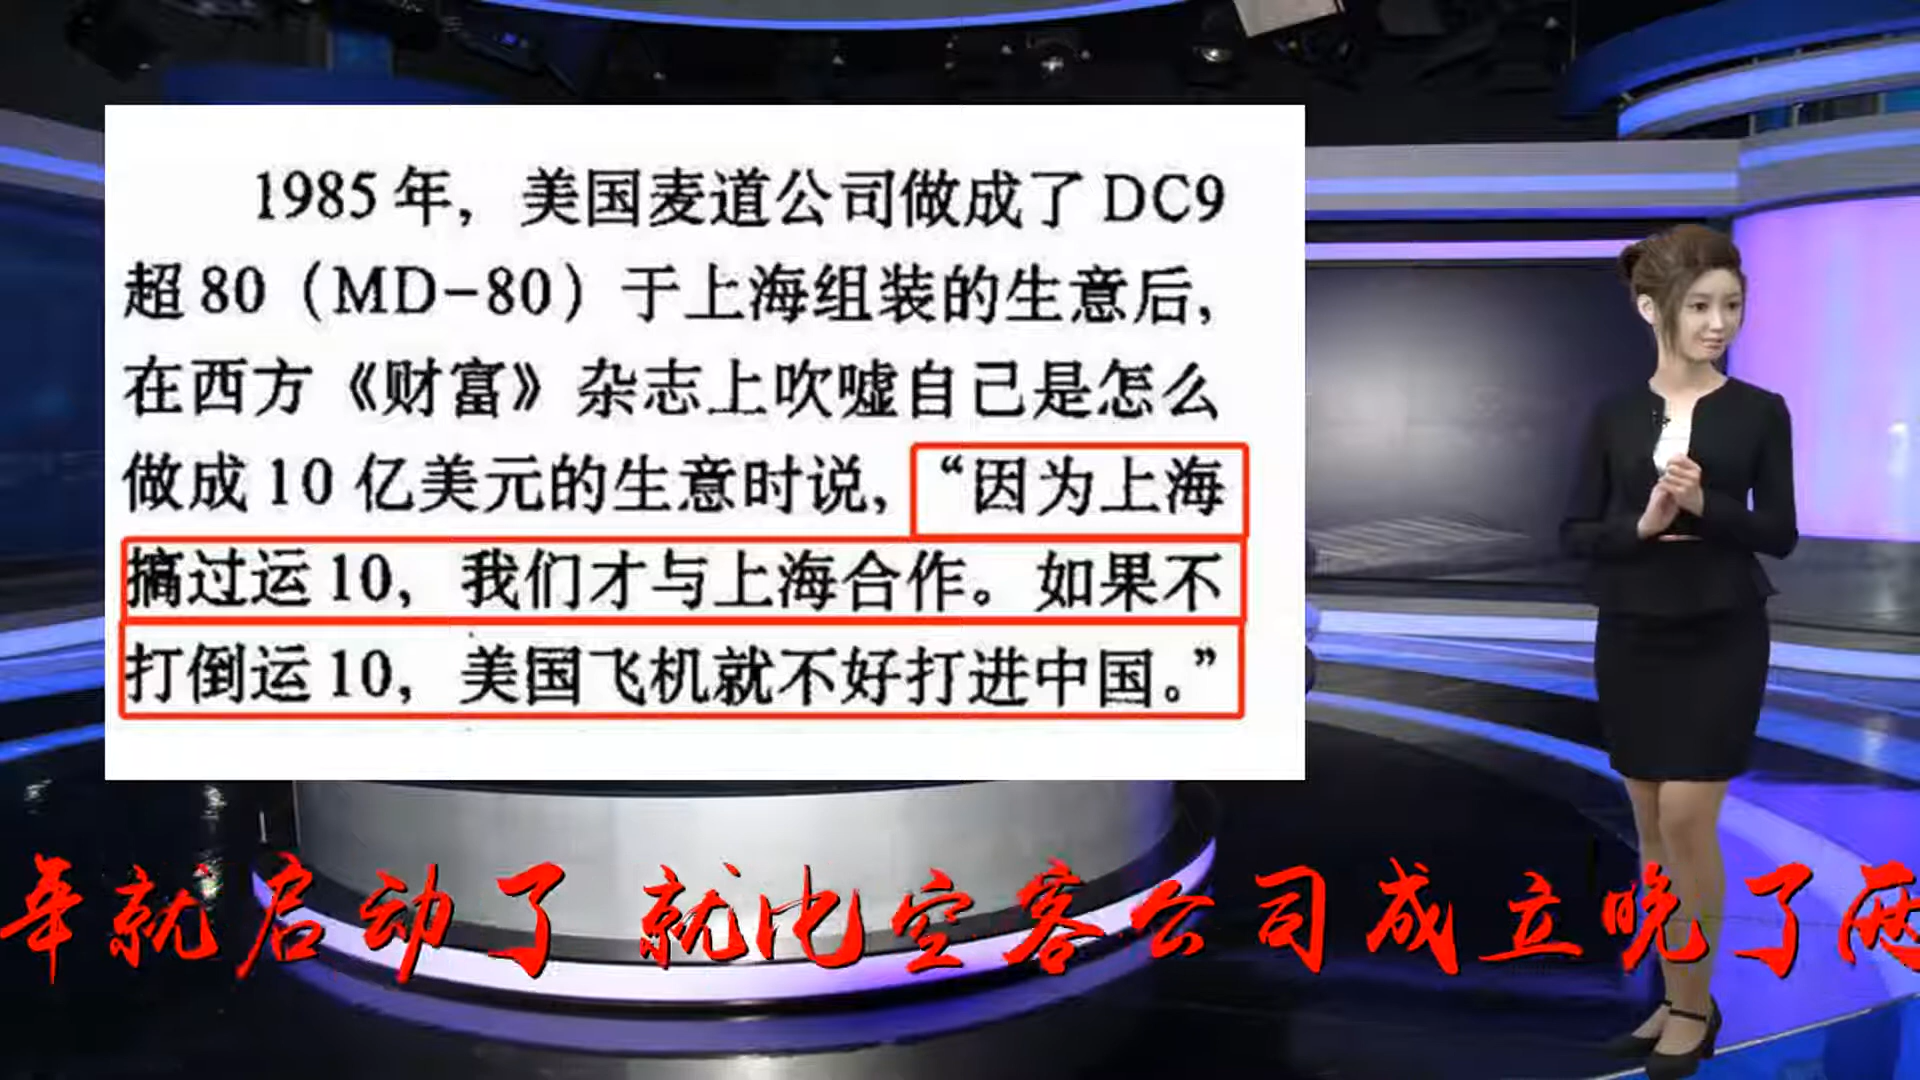 1985年，美国麦道公司做成了DC9
超80（MD-80）于上海组装的生意后，
在西方《财富》杂志上吹嘘自己是怎么
做成10亿美元的生意时说，“因为上海
搞过运10，我们才与上海合作。如果不
打倒运10，美国飞机就不好打进中国。”
年就启动了 就比空客公司成立晚了两